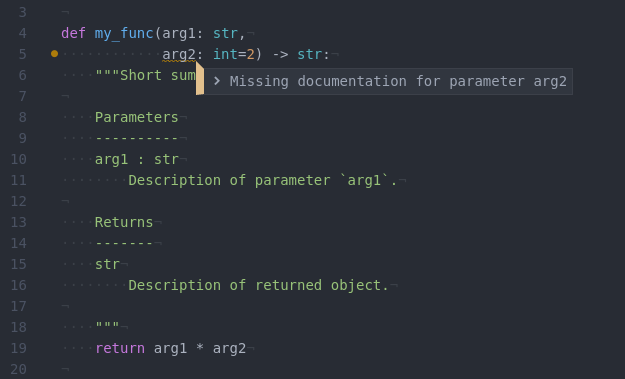 3
4 def my_func(arg1: str,
5             arg2: int=2) -> str:
6     """Short sum
Missing documentation for parameter arg2
7
8     Parameters
9     ----------
10     arg1 : str
11         Description of parameter `arg1`.
12
13     Returns
14     -------
15     str
16         Description of returned object.
17
18     """
19     return arg1 * arg2
20